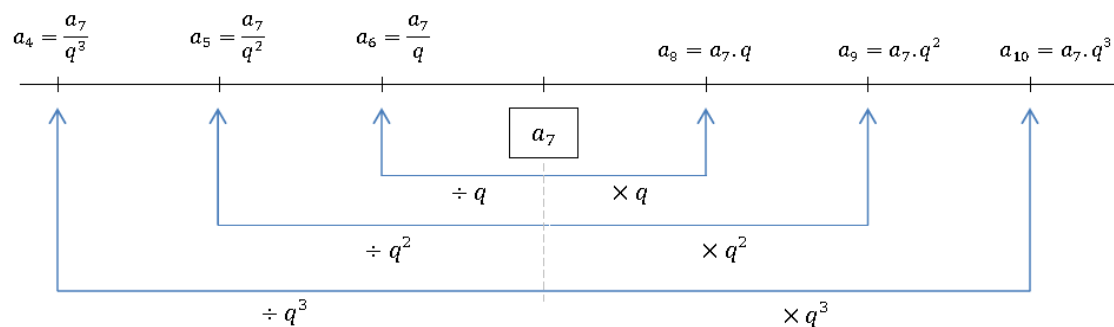 a₄ = a₇/q³ a₅ = a₇/q² a₆ = a₇/q a₈ = a₇.q a₉ = a₇.q² a₁₀ = a₇.q³
a₇
÷ q × q
÷ q² × q²
÷ q³ × q³